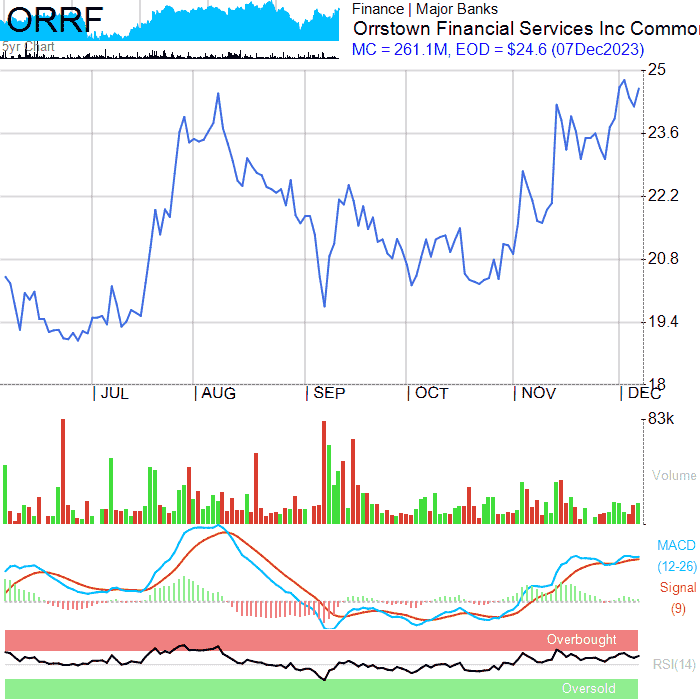 ORRF
5yr Chart
Finance | Major Banks
Orrstown Financial Services Inc Common
MC = 261.1M, EOD = $24.6 (07Dec2023)
25
23.6
22.2
20.8
19.4
18
| JUL | AUG | SEP | OCT | NOV | DEC
83k
Volume
MACD
(12-26)
Signal
(9)
Overbought
RSI(14)
Oversold